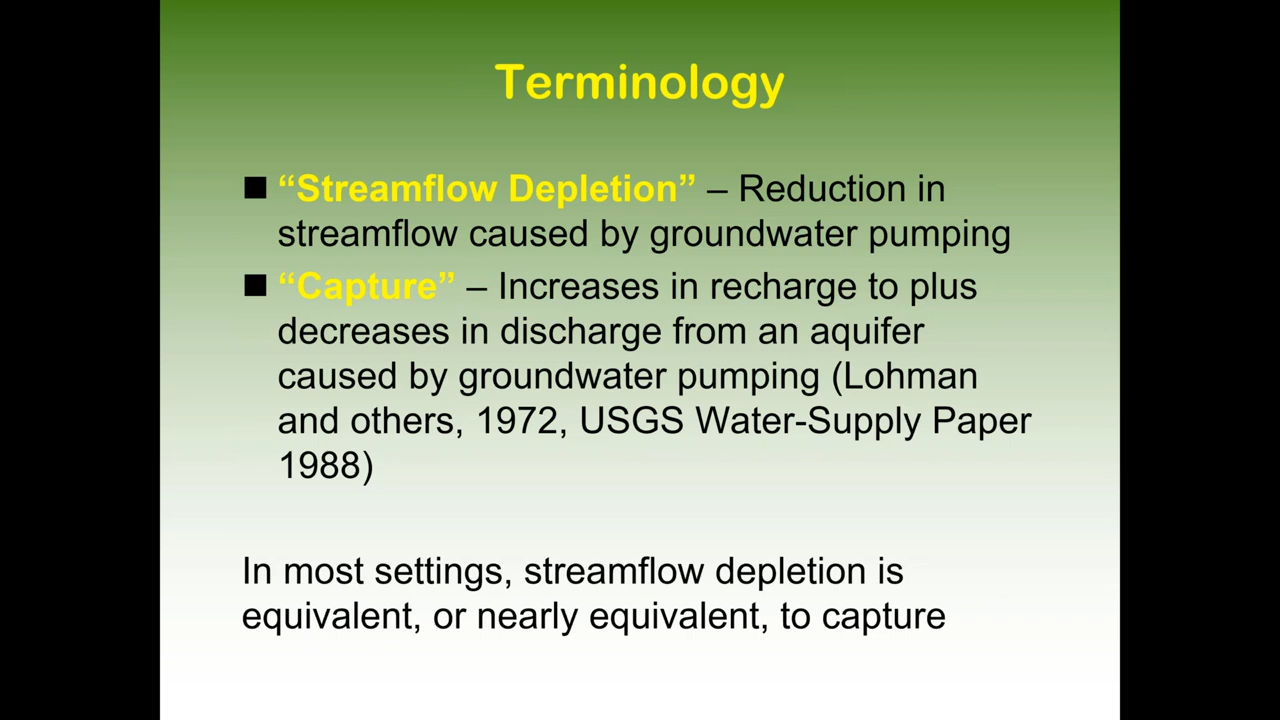 Terminology
■ “Streamflow Depletion” – Reduction in
streamflow caused by groundwater pumping
■ “Capture” – Increases in recharge to plus
decreases in discharge from an aquifer
caused by groundwater pumping (Lohman
and others, 1972, USGS Water-Supply Paper
1988)
In most settings, streamflow depletion is
equivalent, or nearly equivalent, to capture